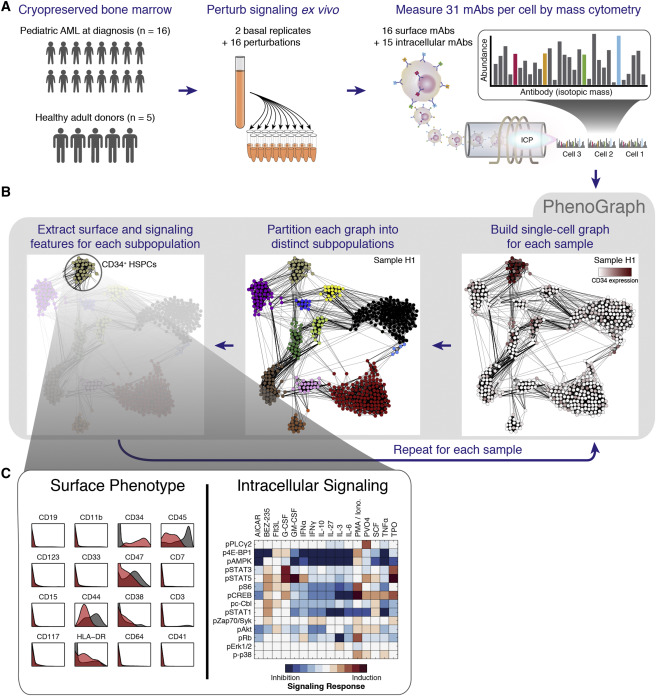 A
Cryopreserved bone marrow
Pediatric AML at diagnosis (n = 16)
Healthy adult donors (n = 5)
Perturb signaling ex vivo
2 basal replicates
+ 16 perturbations
Measure 31 mAbs per cell by mass cytometry
16 surface mAbs
+ 15 intracellular mAbs
Abundance
Antibody (isotopic mass)
ICP
Cell 3
Cell 2
Cell 1
B
PhenoGraph
Extract surface and signaling
features for each subpopulation
CD34+ HSPCs
Partition each graph into
distinct subpopulations
Sample H1
Build single-cell graph
for each sample
Sample H1
CD34 expression
Repeat for each sample
C
Surface Phenotype
CD19
CD11b
CD34
CD45
CD123
CD33
CD47
CD7
CD15
CD44
CD38
CD3
CD117
HLA-DR
CD64
CD41
Intracellular Signaling
AICAR
BEZ-235
Flt3L
G-CSF
GM-CSF
IFNα
IFNγ
IL-10
IL-27
IL-3
IL-6
PMA / Iono.
PVO4
SCF
TNFα
TPO
pPLCγ2
p4E-BP1
pAMPK
pSTAT3
pSTAT5
pS6
pCREB
pc-Cbl
pSTAT1
pZap70/Syk
pAkt
pRb
pErk1/2
p-p38
Inhibition
Induction
Signaling Response